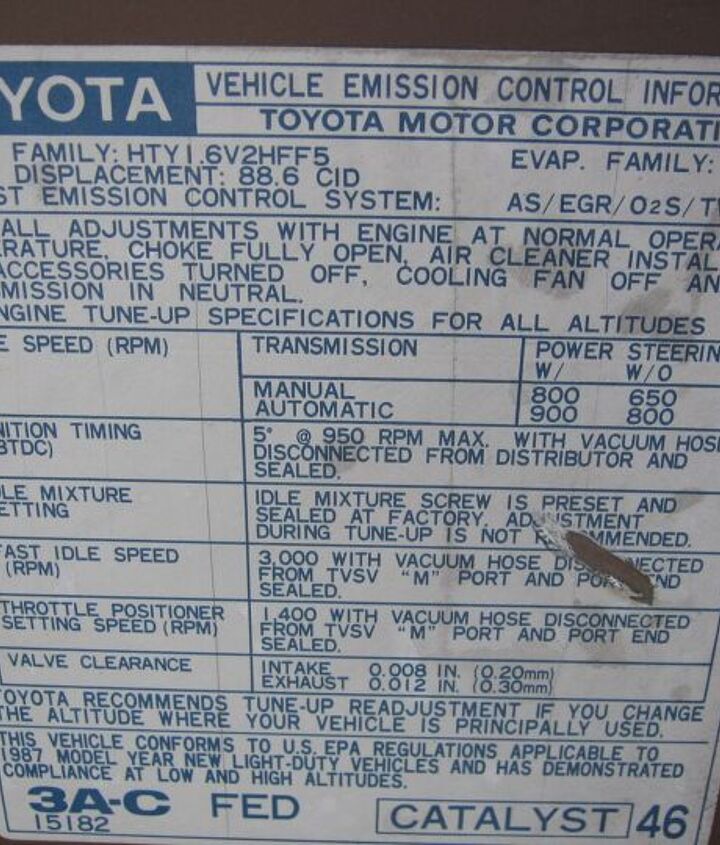 YOTA VEHICLE EMISSION CONTROL INFOR
TOYOTA MOTOR CORPORATI
FAMILY: HTY1.6V2HFF5 EVAP. FAMILY:
DISPLACEMENT: 88.6 CID
ST EMISSION CONTROL SYSTEM: AS/EGR/O2S/T
ALL ADJUSTMENTS WITH ENGINE AT NORMAL OPER
RATURE, CHOKE FULLY OPEN, AIR CLEANER INSTAL
ACCESSORIES TURNED OFF, COOLING FAN OFF AN
MISSION IN NEUTRAL.
NGINE TUNE-UP SPECIFICATIONS FOR ALL ALTITUDES
E SPEED (RPM) TRANSMISSION POWER STEERIN
W/ W/O
MANUAL 800 650
AUTOMATIC 900 800
NITION TIMING 5° @ 950 RPM MAX. WITH VACUUM HOSE
BTDC) DISCONNECTED FROM DISTRIBUTOR AND
SEALED.
LE MIXTURE IDLE MIXTURE SCREW IS PRESET AND
ETTING SEALED AT FACTORY. ADJUSTMENT
DURING TUNE-UP IS NOT MMENDED.
FAST IDLE SPEED 3,000 WITH VACUUM HOSE DISCONNECTED
(RPM) FROM TVSV "M" PORT AND PORT END
SEALED.
THROTTLE POSITIONER 1,400 WITH VACUUM HOSE DISCONNECTED
SETTING SPEED (RPM) FROM TVSV "M" PORT AND PORT END
SEALED.
VALVE CLEARANCE INTAKE 0.008 IN. (0.20mm)
EXHAUST 0.012 IN. (0.30mm)
OYOTA RECOMMENDS TUNE-UP READJUSTMENT IF YOU CHANGE
THE ALTITUDE WHERE YOUR VEHICLE IS PRINCIPALLY USED.
THIS VEHICLE CONFORMS TO U.S. EPA REGULATIONS APPLICABLE TO
1987 MODEL YEAR NEW LIGHT-DUTY VEHICLES AND HAS DEMONSTRATED
COMPLIANCE AT LOW AND HIGH ALTITUDES.
3A-C FED CATALYST 46
15182